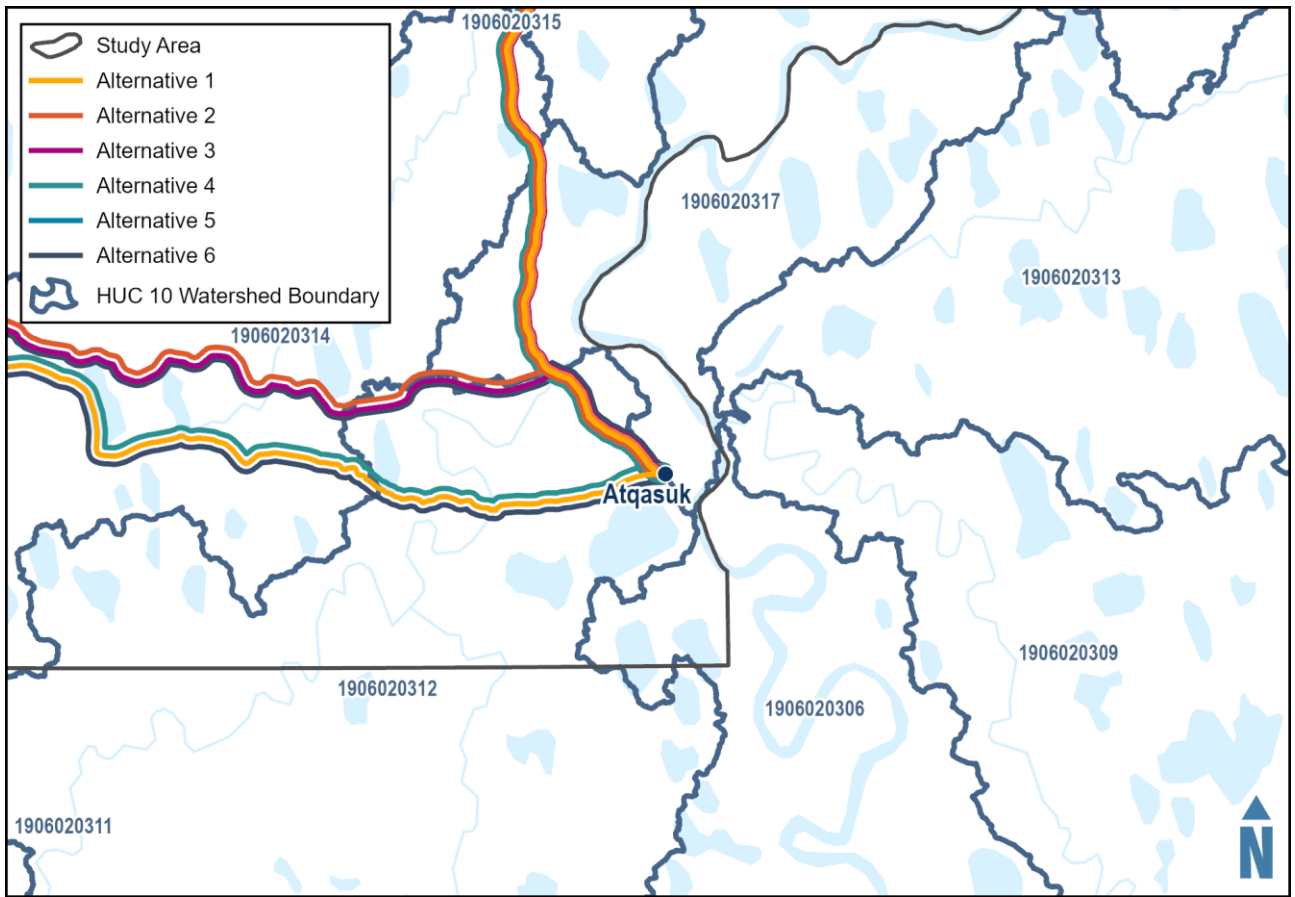 1906020315
Study Area
Alternative 1
Alternative 2
Alternative 3
Alternative 4
Alternative 5
Alternative 6
HUC 10 Watershed Boundary
1906020317
1906020313
1906020314
Atqasuk
1906020309
1906020312
1906020306
1906020311
N